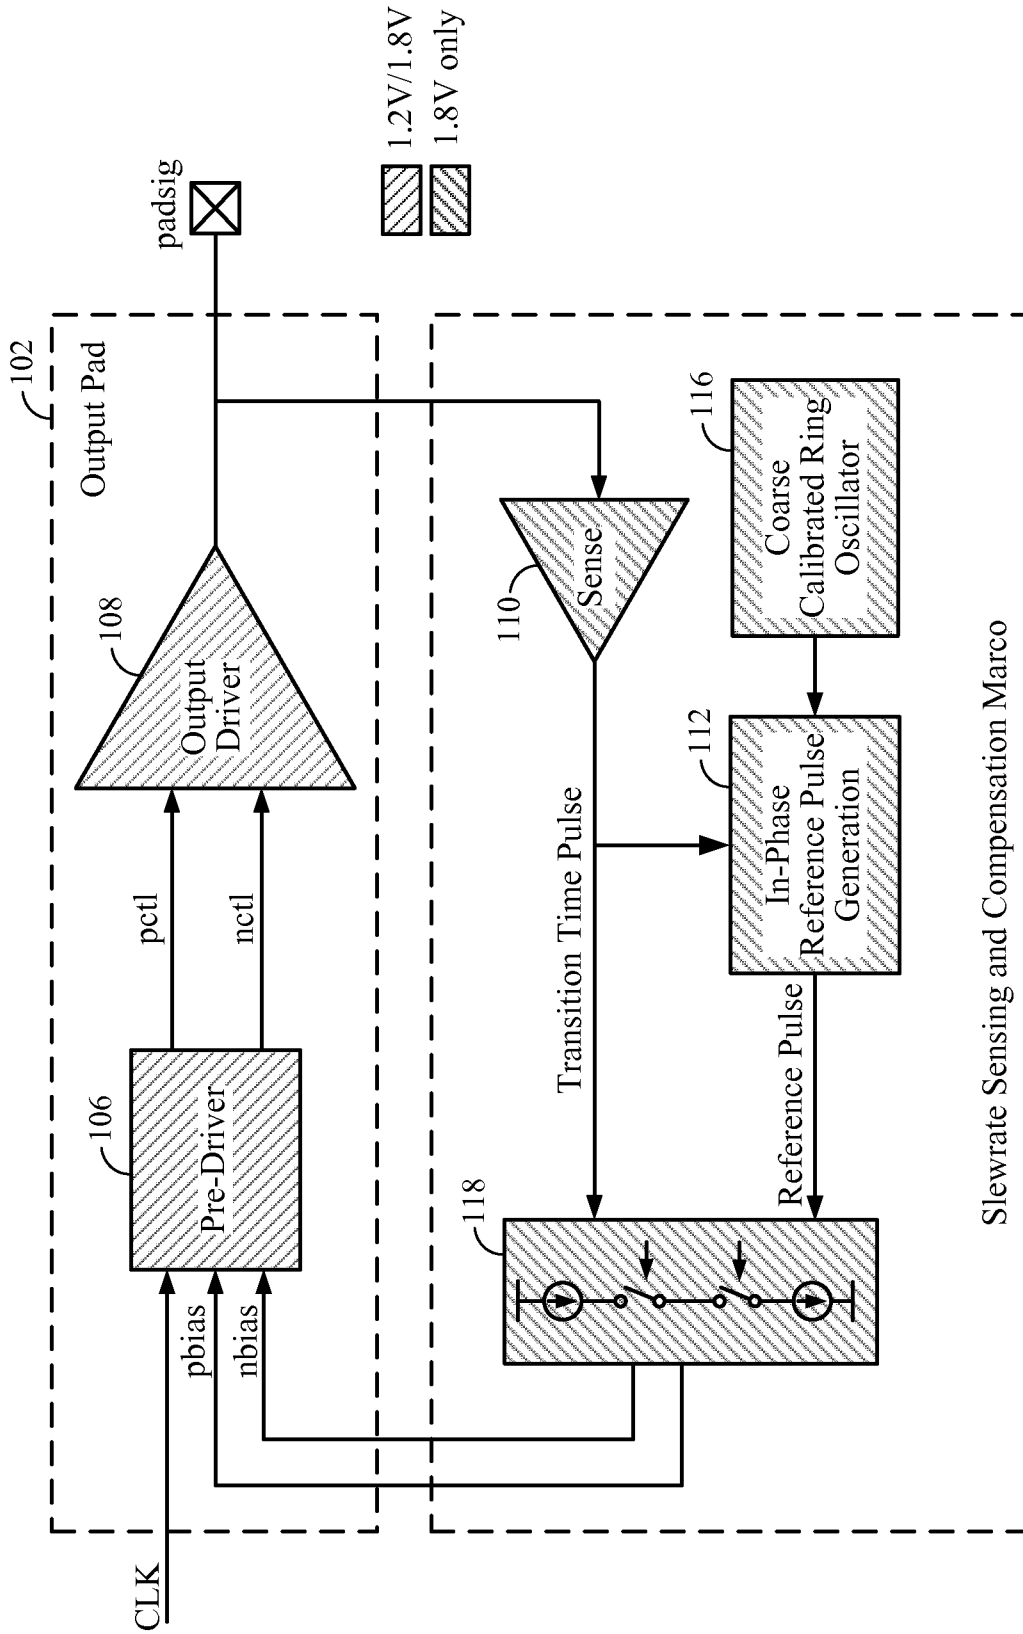 102
Output Pad
padsig
108
Output
Driver
pctl
nctl
106
Pre-Driver
CLK
pbias
nbias
1.2V/1.8V
1.8V only
110
Sense
Transition Time Pulse
116
Coarse
Calibrated Ring
Oscillator
112
In-Phase
Reference Pulse
Generation
Reference Pulse
118
Slewrate Sensing and Compensation Marco